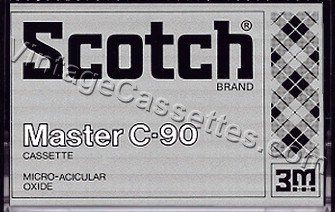 Scotch®
BRAND
Master C-90
CASSETTE
MICRO-ACICULAR
OXIDE
3M
VintageCassettes.com